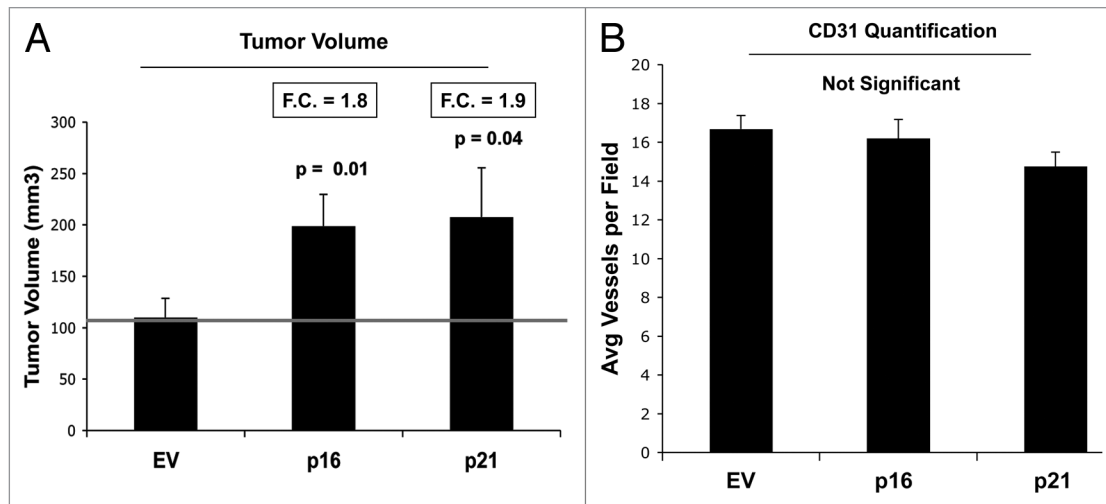 A
Tumor Volume
F.C. = 1.8
F.C. = 1.9
p = 0.01
p = 0.04
Tumor Volume (mm3)
300
250
200
150
100
50
0
EV
p16
p21
B
CD31 Quantification
Not Significant
Avg Vessels per Field
20
18
16
14
12
10
8
6
4
2
0
EV
p16
p21